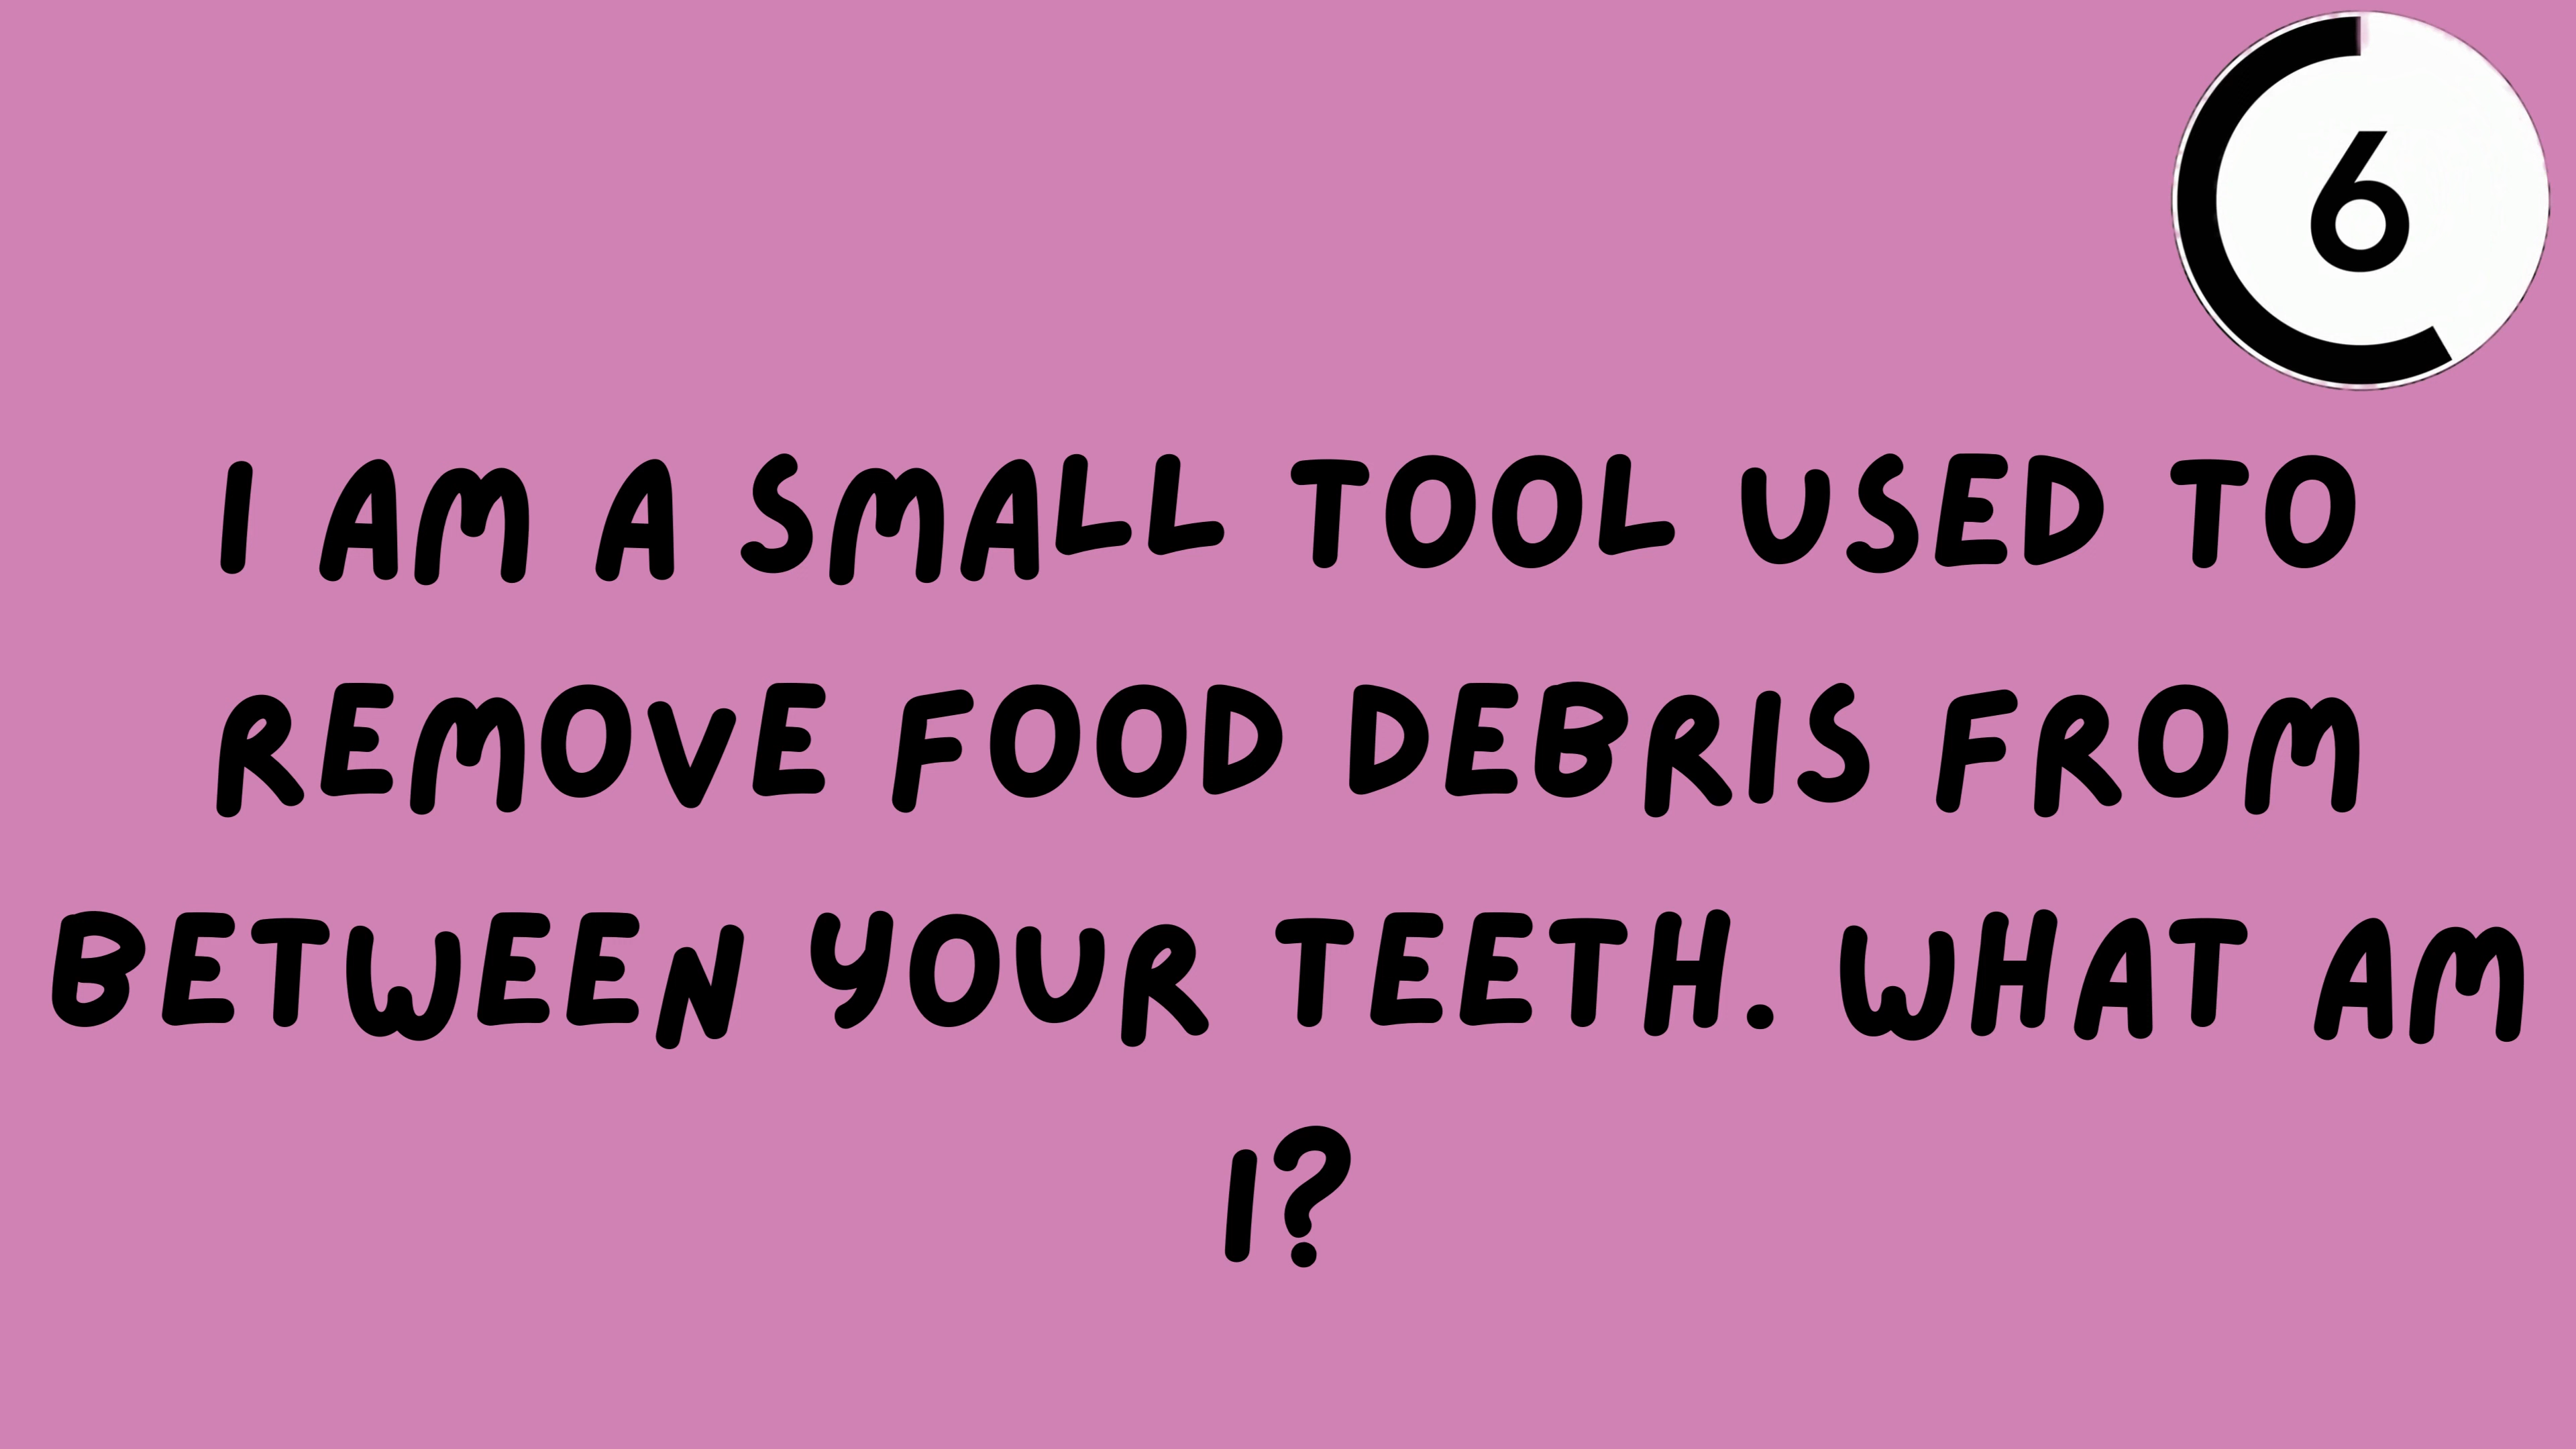 6
I AM A SMALL TOOL USED TO
REMOVE FOOD DEBRIS FROM
BETWEEN YOUR TEETH. WHAT AM
I?